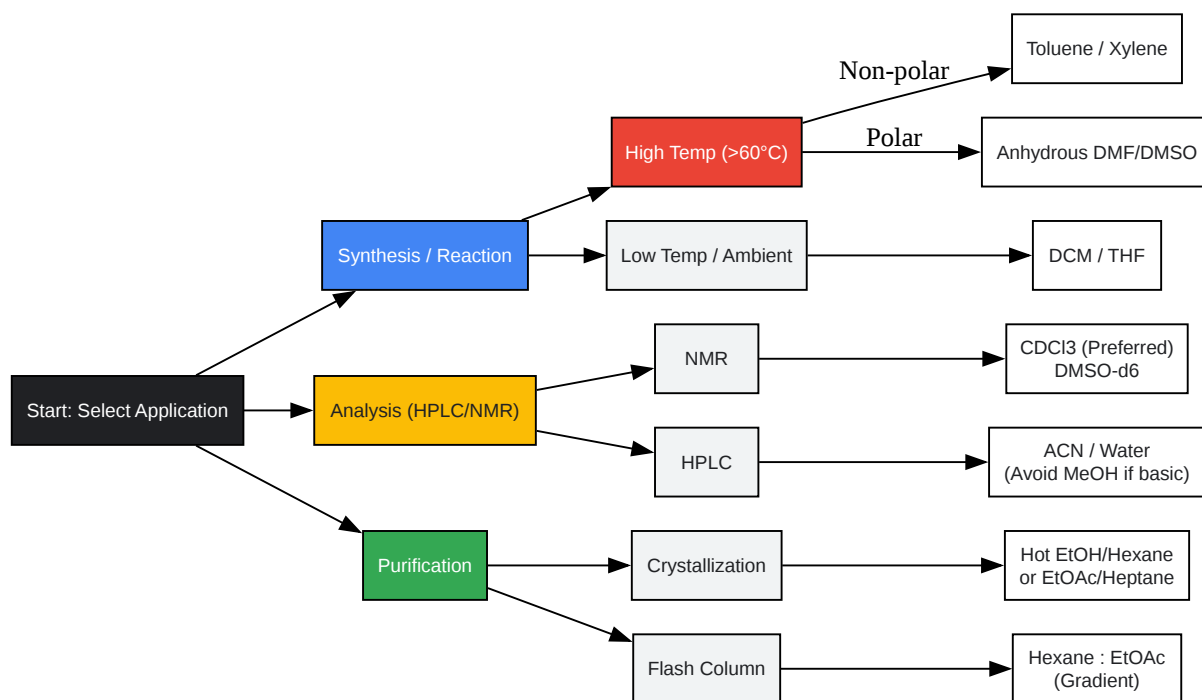 Toluene / Xylene
Non-polar
High Temp (>60°C)
Polar
Anhydrous DMF/DMSO
Synthesis / Reaction
Low Temp / Ambient
DCM / THF
NMR
CDCl3 (Preferred)
DMSO-d6
Start: Select Application
Analysis (HPLC/NMR)
HPLC
ACN / Water
(Avoid MeOH if basic)
Purification
Crystallization
Hot EtOH/Hexane
or EtOAc/Heptane
Flash Column
Hexane : EtOAc
(Gradient)